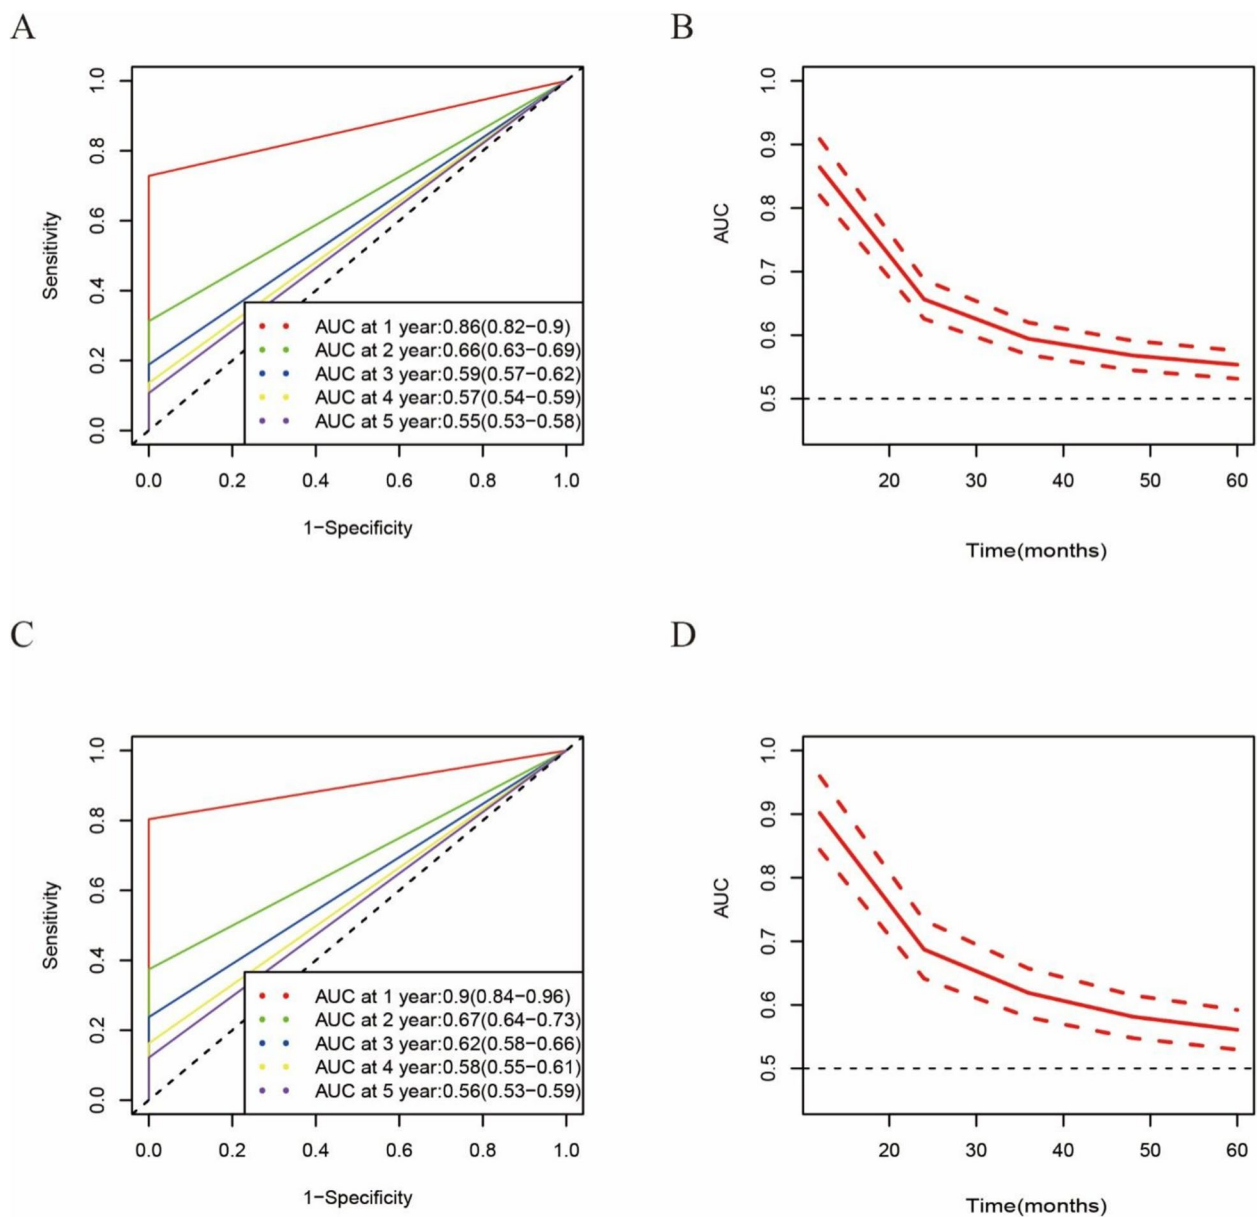 A
1.0
0.8
0.6
0.4
0.2
0.0
Sensitivity
AUC at 1 year:0.86(0.82−0.9)
AUC at 2 year:0.66(0.63−0.69)
AUC at 3 year:0.59(0.57−0.62)
AUC at 4 year:0.57(0.54−0.59)
AUC at 5 year:0.55(0.53−0.58)
0.0 0.2 0.4 0.6 0.8 1.0
1−Specificity
B
1.0
0.9
0.8
0.7
0.6
0.5
AUC
20 30 40 50 60
Time(months)
C
1.0
0.8
0.6
0.4
0.2
0.0
Sensitivity
AUC at 1 year:0.9(0.84−0.96)
AUC at 2 year:0.67(0.64−0.73)
AUC at 3 year:0.62(0.58−0.66)
AUC at 4 year:0.58(0.55−0.61)
AUC at 5 year:0.56(0.53−0.59)
0.0 0.2 0.4 0.6 0.8 1.0
1−Specificity
D
1.0
0.9
0.8
0.7
0.6
0.5
AUC
20 30 40 50 60
Time(months)